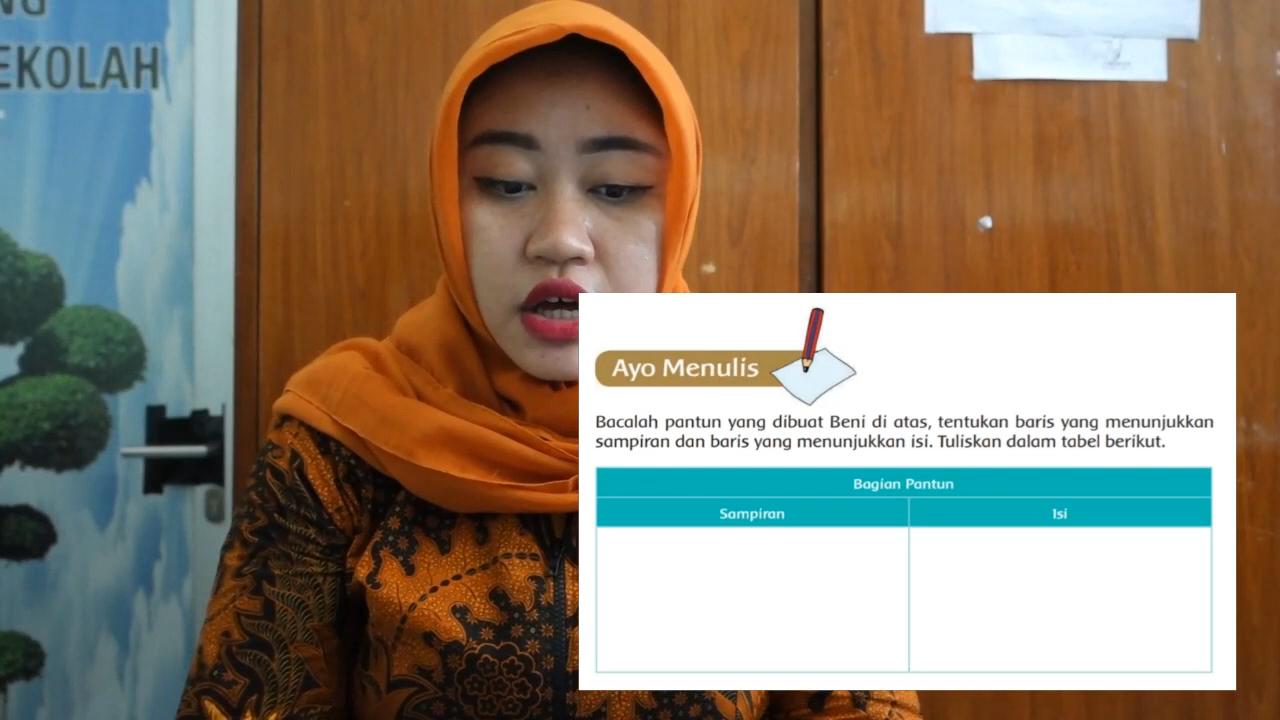 EKOLAH
Ayo Menulis
Bacalah pantun yang dibuat Beni di atas, tentukan baris yang menunjukkan
sampiran dan baris yang menunjukkan isi. Tuliskan dalam tabel berikut.
Bagian Pantun
Sampiran
Isi